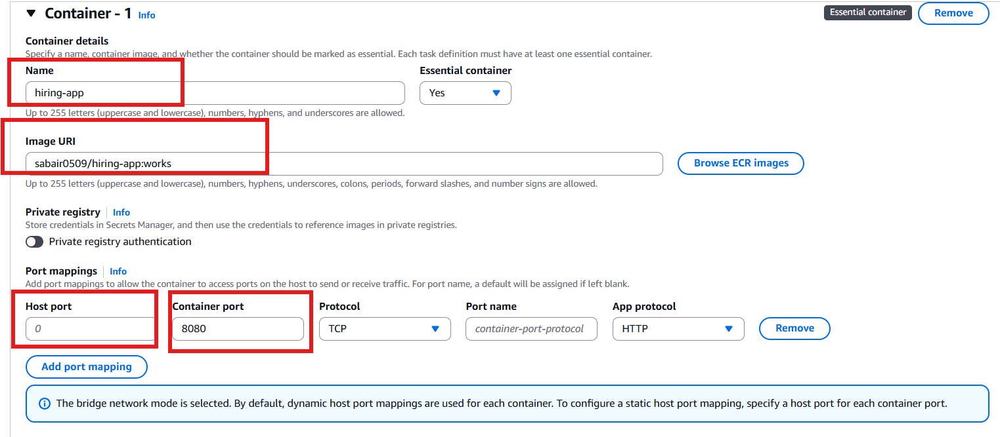 Container - 1 Info
Essential container
Remove
Container details
Specify a name, container image, and whether the container should be marked as essential. Each task definition must have at least one essential container.
Name
Essential container
hiring-app
Yes
Up to 255 letters (uppercase and lowercase), numbers, hyphens, and underscores are allowed.
Image URI
sabair0509/hiring-app:works
Browse ECR images
Up to 255 letters (uppercase and lowercase), numbers, hyphens, underscores, colons, periods, forward slashes, and number signs are allowed.
Private registry Info
Store credentials in Secrets Manager, and then use the credentials to reference images in private registries.
Private registry authentication
Port mappings Info
Add port mappings to allow the container to access ports on the host to send or receive traffic. For port name, a default will be assigned if left blank.
Host port
Container port
Protocol
Port name
App protocol
0
8080
TCP
container-port-protocol
HTTP
Remove
Add port mapping
The bridge network mode is selected. By default, dynamic host port mappings are used for each container. To configure a static host port mapping, specify a host port for each container port.